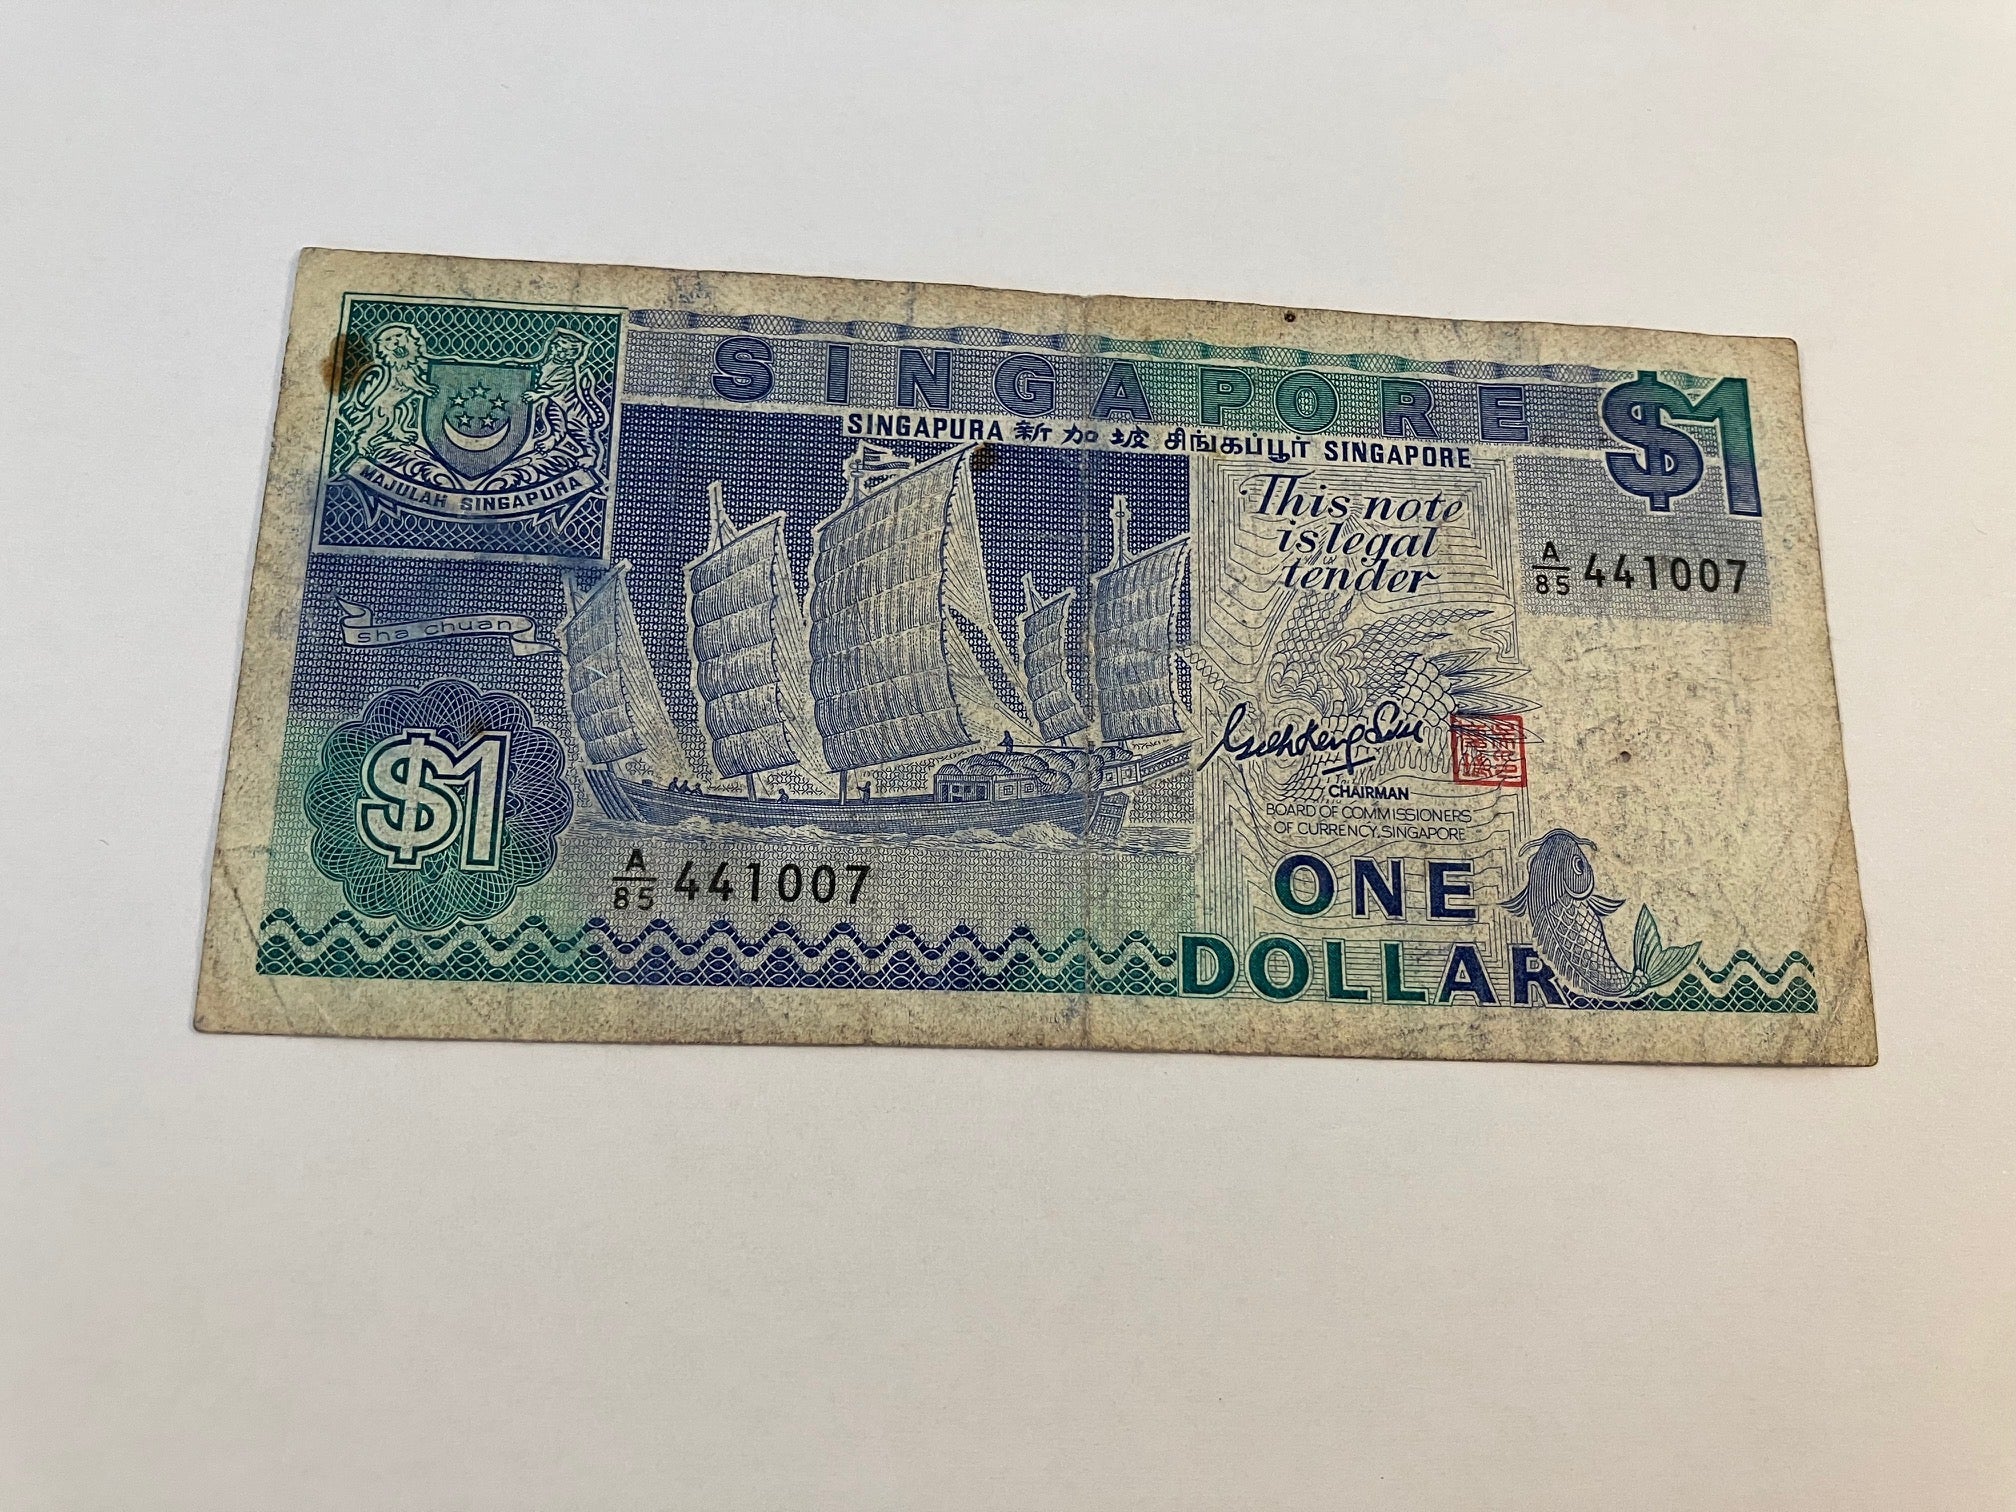 SINGAPORE
$1
SINGAPURA 新加坡 சிங்கப்பூர் SINGAPORE
MAJULAH SINGAPURA
This note
is legal
tender
A/85 441007
sha chuan
$1
CHAIRMAN
BOARD OF COMMISSIONERS
OF CURRENCY, SINGAPORE
A/85 441007
ONE
DOLLAR